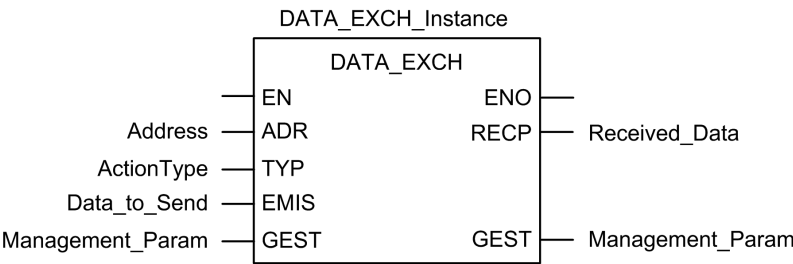 DATA_EXCH_Instance
DATA_EXCH
EN ENO
Address ADR RECP Received_Data
ActionType TYP
Data_to_Send EMIS
Management_Param GEST GEST Management_Param